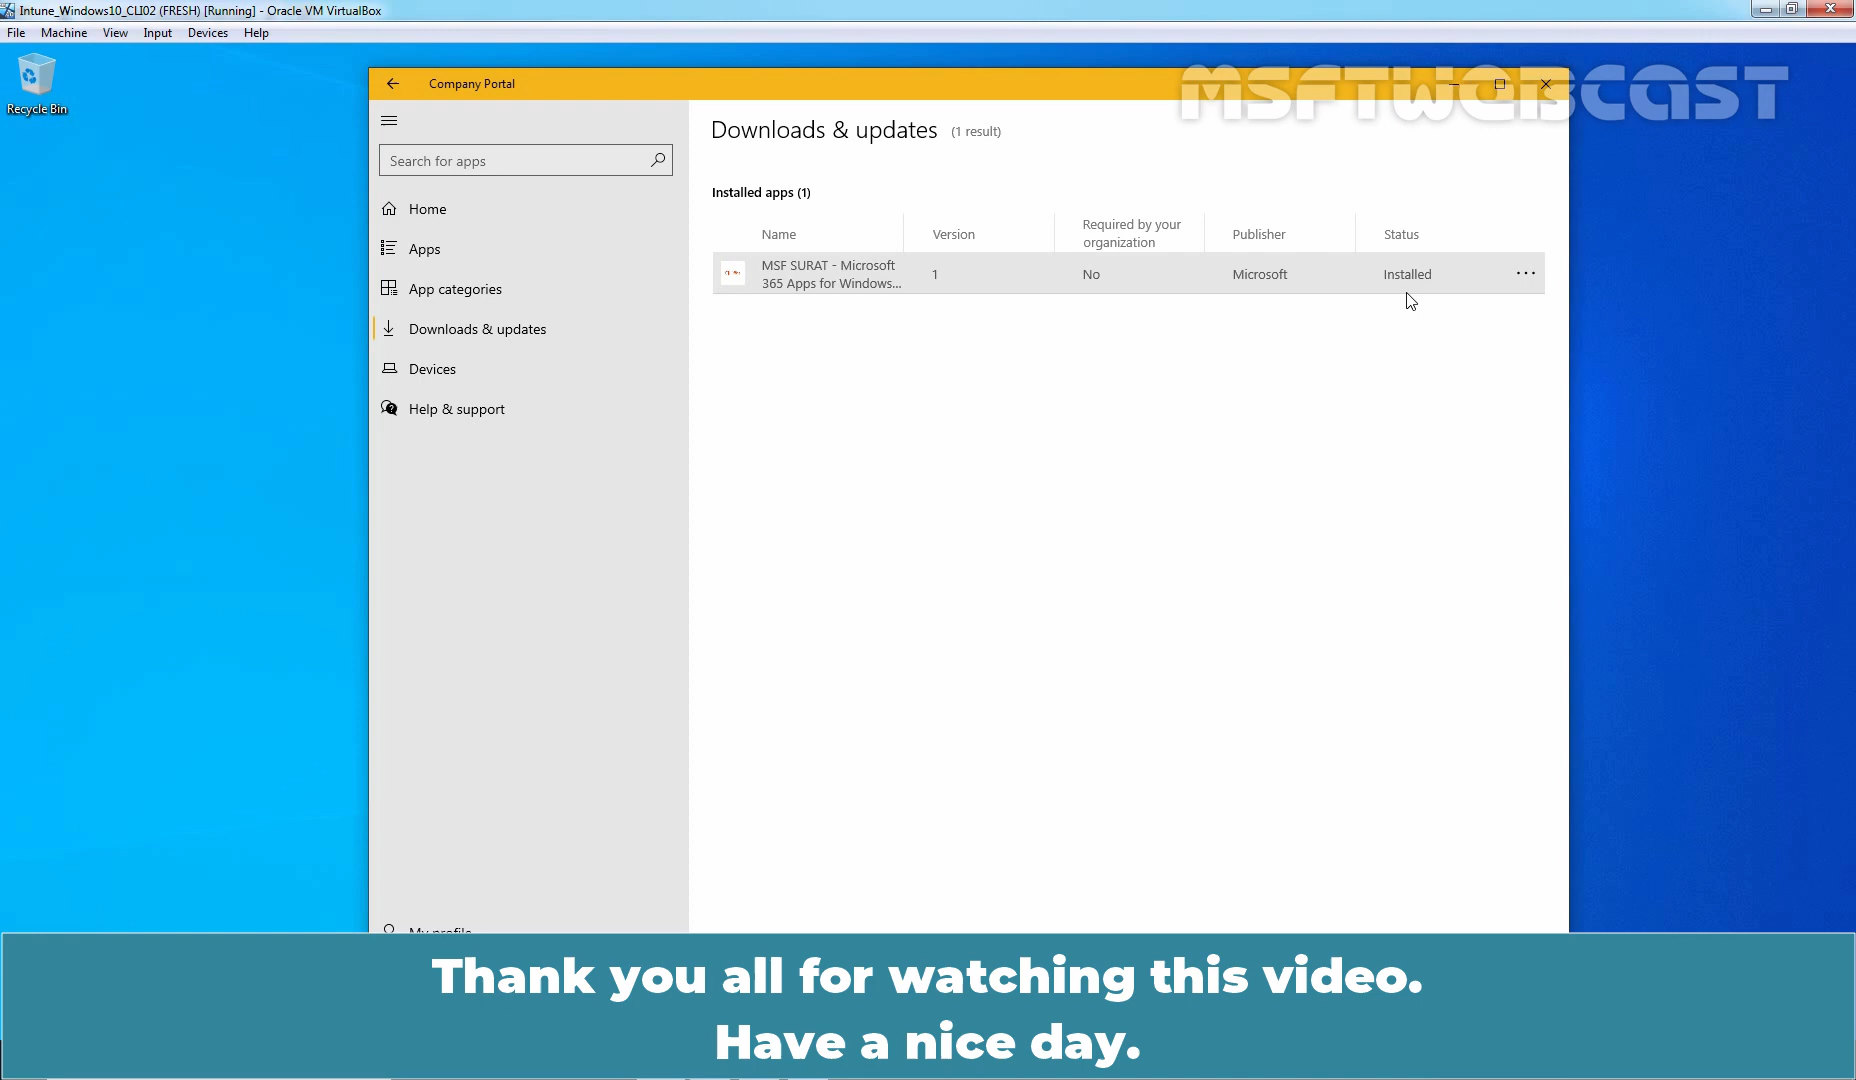 Intune_Windows10_CLI02 (FRESH) [Running] - Oracle VM VirtualBox
File Machine View Input Devices Help
Recycle Bin
Company Portal
MSFTWEBCAST
Search for apps
Home
Apps
App categories
Downloads & updates
Devices
Help & support
My profile
Downloads & updates (1 result)
Installed apps (1)
Name Version Required by your organization Publisher Status
MSF SURAT - Microsoft 365 Apps for Windows... 1 No Microsoft Installed
Thank you all for watching this video.
Have a nice day.